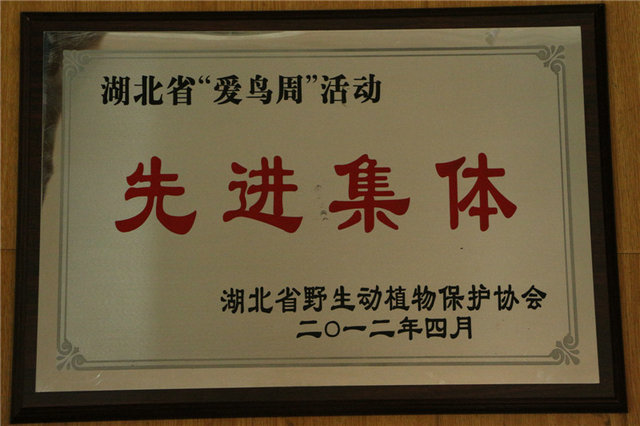 湖北省“爱鸟周”活动
先进集体
湖北省野生动植物保护协会
二〇一二年四月